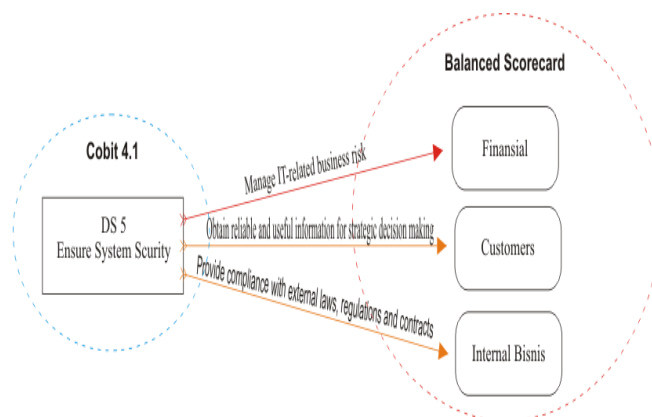 Balanced Scorecard
Cobit 4.1
DS 5
Ensure System Scurity
Manage IT-related business risk
Obtain reliable and useful information for strategic decision making
Provide compliance with external laws, regulations and contracts
Finansial
Customers
Internal Bisnis